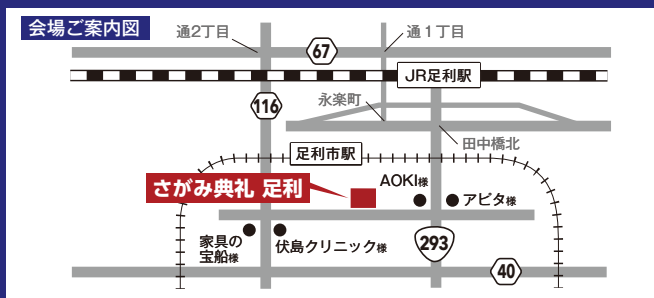 会場ご案内図
通2丁目
通1丁目
67
JR足利駅
116
永楽町
田中橋北
足利市駅
さがみ典礼 足利
AOKI様
アピタ様
家具の
宝船様
伏島クリニック様
293
40